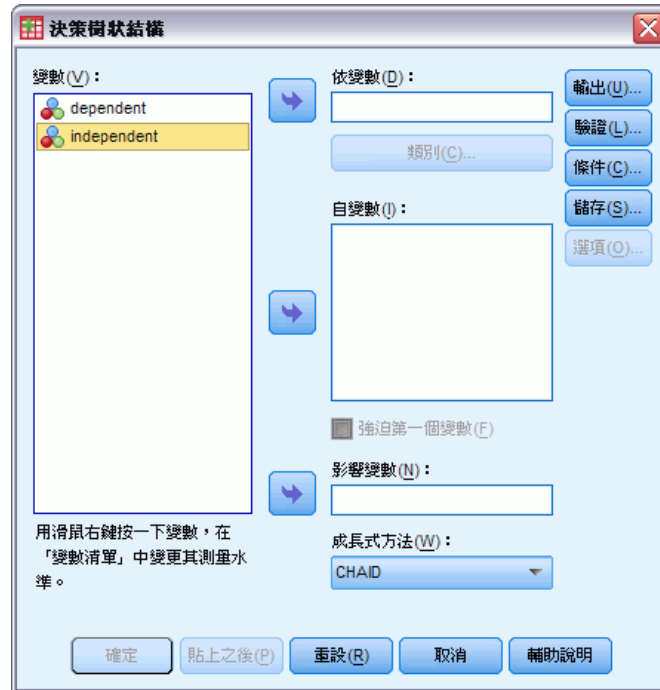 決策樹狀結構
變數(V)：
dependent
independent
用滑鼠右鍵按一下變數，在
「變數清單」中變更其測量水
準。
依變數(D)：
類別(C)...
自變數(I)：
強迫第一個變數(F)
影響變數(N)：
成長式方法(W)：
CHAID
輸出(U)...
驗證(L)...
條件(C)...
儲存(S)...
選項(O)...
確定
貼上之後(P)
重設(R)
取消
輔助說明